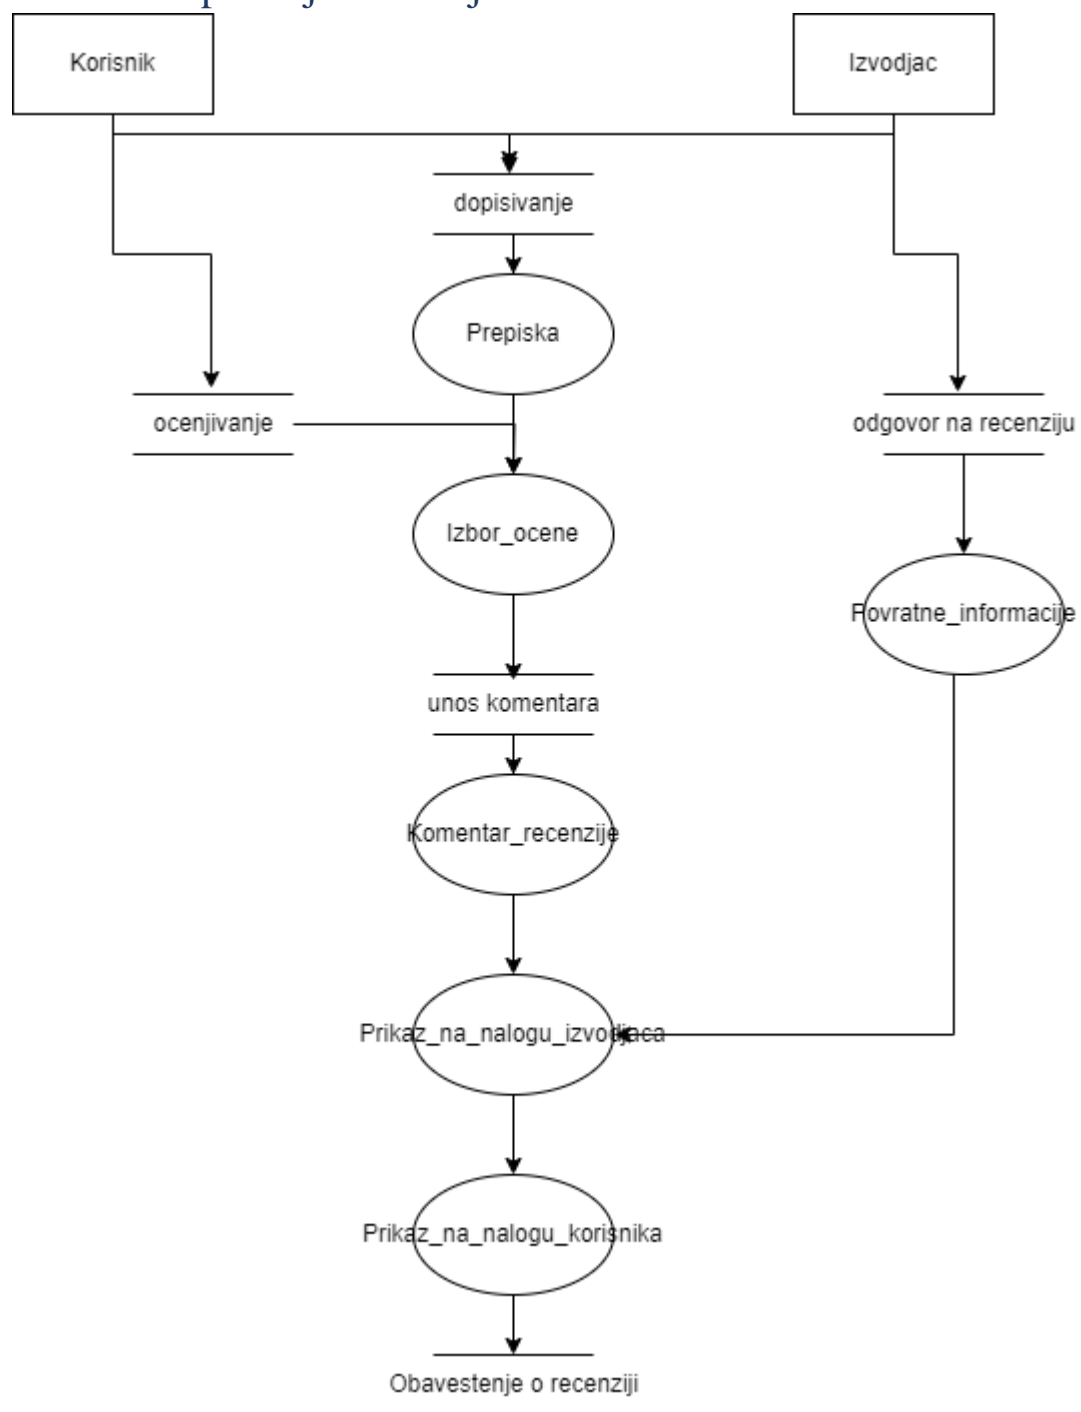 Korisnik
Izvodjac
dopisivanje
Prepiska
ocenjivanje
odgovor na recenziju
Izbor_ocene
Povratne_informacije
unos komentara
Komentar_recenzije
Prikaz_na_nalogu_izvodjaca
Prikaz_na_nalogu_korisnika
Obavestenje o recenziji